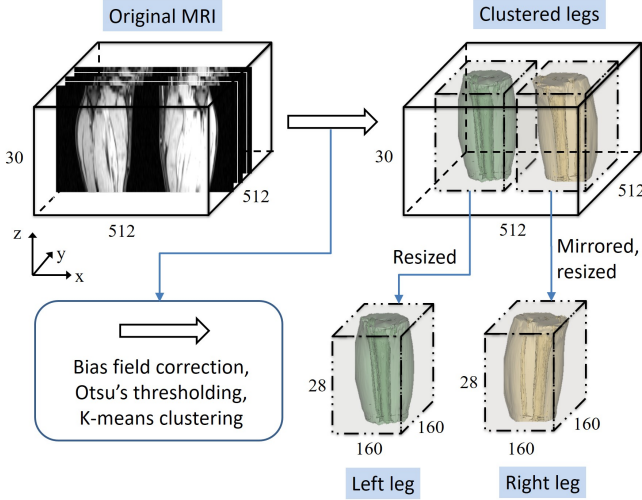 Original MRI
Clustered legs
30
512
512
30
512
512
z
y
x
Resized
Mirrored,
resized
Bias field correction,
Otsu's thresholding,
K-means clustering
28
160
160
28
160
160
Left leg
Right leg